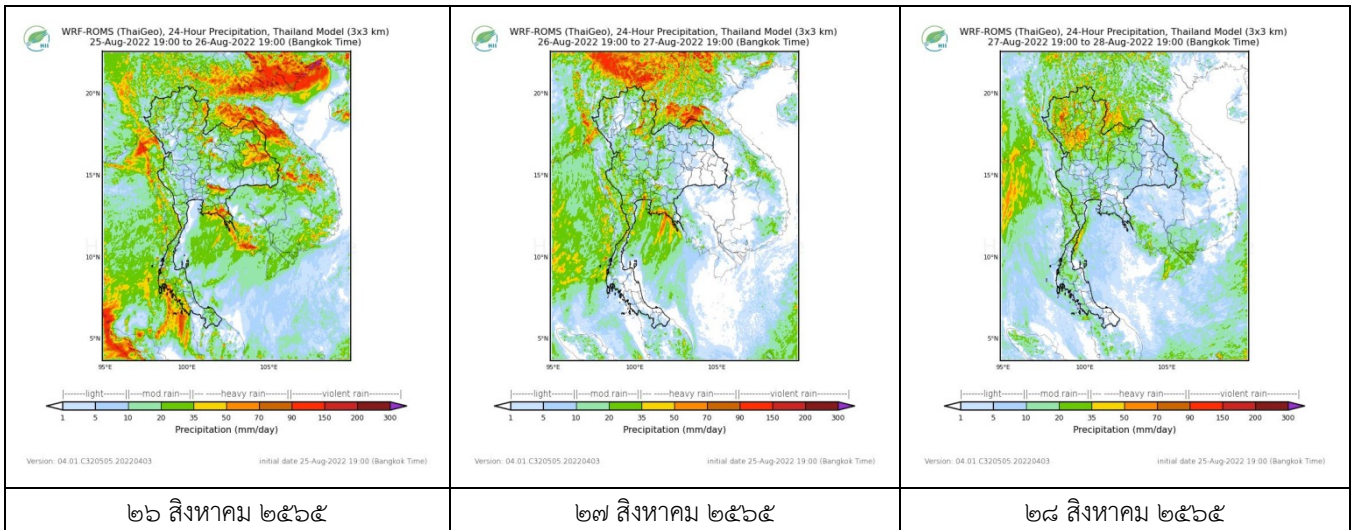 HII
WRF-ROMS (ThaiGeo), 24-Hour Precipitation, Thailand Model (3x3 km)
25-Aug-2022 19:00 to 26-Aug-2022 19:00 (Bangkok Time)
20°N
15°N
10°N
5°N
95°E 100°E 105°E
|-------light------||---mod.rain---||--- ---heavy rain---||---------violent rain---------|
1 5 10 20 35 50 70 90 150 200 300
Precipitation (mm/day)
Version: 04.01.C320505.20220403 initial date 25-Aug-2022 19:00 (Bangkok Time)
๒๖ สิงหาคม ๒๕๖๕
HII
WRF-ROMS (ThaiGeo), 24-Hour Precipitation, Thailand Model (3x3 km)
26-Aug-2022 19:00 to 27-Aug-2022 19:00 (Bangkok Time)
20°N
15°N
10°N
5°N
95°E 100°E 105°E
|-------light------||---mod.rain---||--- ---heavy rain---||---------violent rain---------|
1 5 10 20 35 50 70 90 150 200 300
Precipitation (mm/day)
Version: 04.01.C320505.20220403 initial date 25-Aug-2022 19:00 (Bangkok Time)
๒๗ สิงหาคม ๒๕๖๕
HII
WRF-ROMS (ThaiGeo), 24-Hour Precipitation, Thailand Model (3x3 km)
27-Aug-2022 19:00 to 28-Aug-2022 19:00 (Bangkok Time)
20°N
15°N
10°N
5°N
95°E 100°E 105°E
|-------light------||---mod.rain---||--- ---heavy rain---||---------violent rain---------|
1 5 10 20 35 50 70 90 150 200 300
Precipitation (mm/day)
Version: 04.01.C320505.20220403 initial date 25-Aug-2022 19:00 (Bangkok Time)
๒๘ สิงหาคม ๒๕๖๕